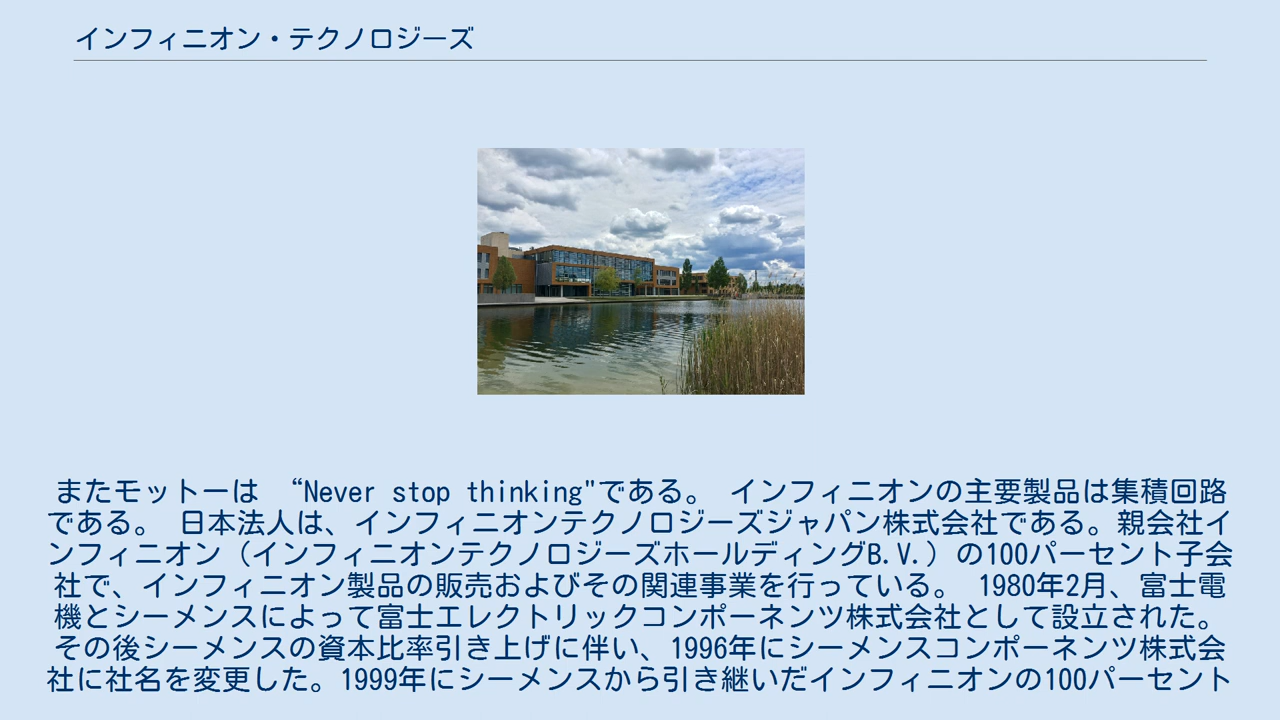 インフィニオン・テクノロジーズ
またモットーは　“Never stop thinking"である。 インフィニオンの主要製品は集積回路
である。 日本法人は、インフィニオンテクノロジーズジャパン株式会社である。親会社イ
ンフィニオン（インフィニオンテクノロジーズホールディングB.V.）の100パーセント子会
社で、インフィニオン製品の販売およびその関連事業を行っている。 1980年2月、富士電
機とシーメンスによって富士エレクトリックコンポーネンツ株式会社として設立された。
その後シーメンスの資本比率引き上げに伴い、1996年にシーメンスコンポーネンツ株式会
社に社名を変更した。1999年にシーメンスから引き継いだインフィニオンの100パーセント